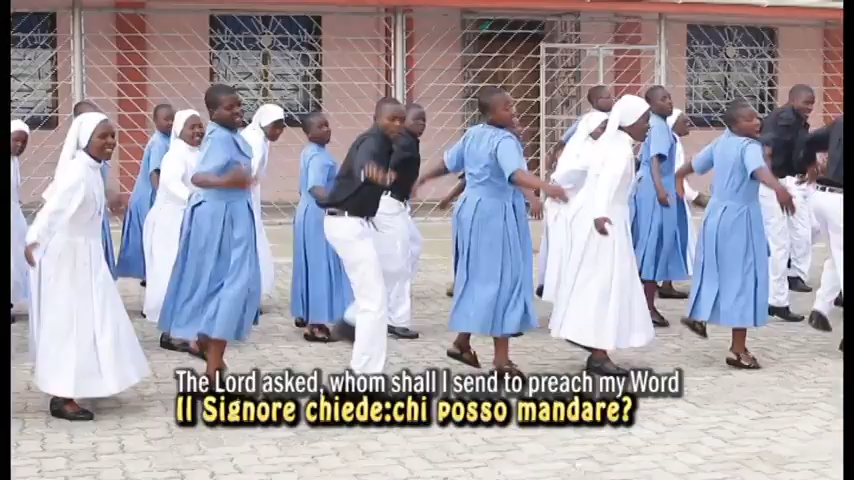 The Lord asked, whom shall I send to preach my Word
Il Signore chiede:chi posso mandare?